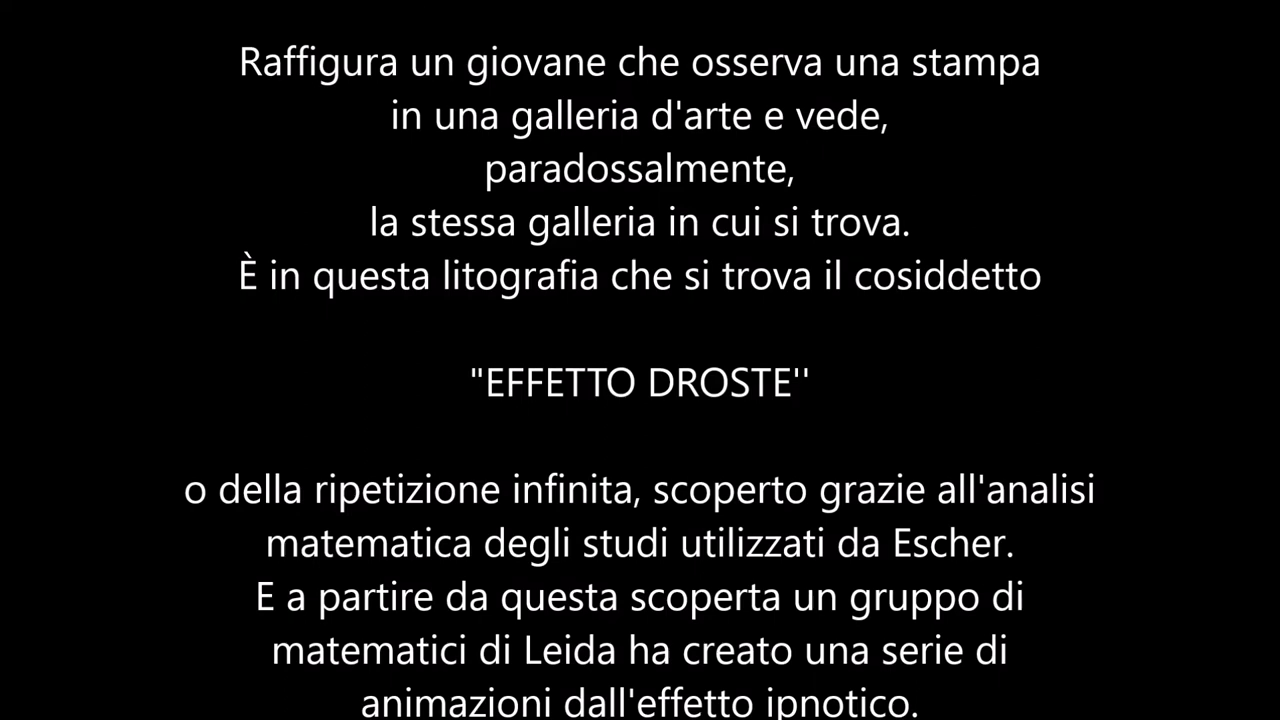 Raffigura un giovane che osserva una stampa
in una galleria d'arte e vede,
paradossalmente,
la stessa galleria in cui si trova.
È in questa litografia che si trova il cosiddetto
"EFFETTO DROSTE''
o della ripetizione infinita, scoperto grazie all'analisi
matematica degli studi utilizzati da Escher.
E a partire da questa scoperta un gruppo di
matematici di Leida ha creato una serie di
animazioni dall'effetto ipnotico.